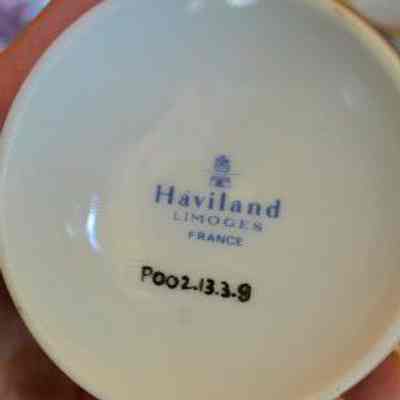 Haviland
LIMOGES
FRANCE
P002.13.3.9